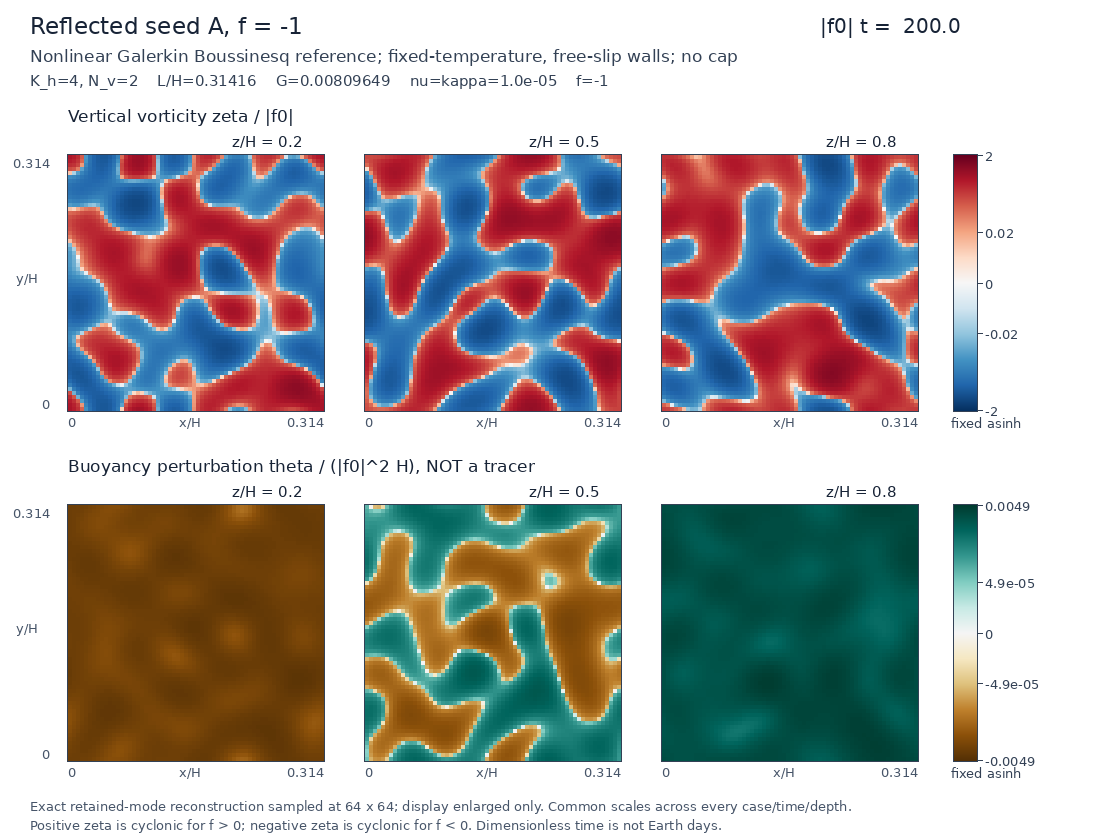 Reflected seed A, f = -1
|f0| t =  200.0
Nonlinear Galerkin Boussinesq reference; fixed-temperature, free-slip walls; no cap
K_h=4, N_v=2    L/H=0.31416    G=0.00809649    nu=kappa=1.0e-05    f=-1
Vertical vorticity zeta / |f0|
z/H = 0.2
z/H = 0.5
z/H = 0.8
0.314
y/H
0
0
x/H
0.314
0
x/H
0.314
0
x/H
0.314
2
0.02
0
-0.02
-2
fixed asinh
Buoyancy perturbation theta / (|f0|^2 H), NOT a tracer
z/H = 0.2
z/H = 0.5
z/H = 0.8
0.314
y/H
0
0
x/H
0.314
0
x/H
0.314
0
x/H
0.314
0.0049
4.9e-05
0
-4.9e-05
-0.0049
fixed asinh
Exact retained-mode reconstruction sampled at 64 x 64; display enlarged only. Common scales across every case/time/depth.
Positive zeta is cyclonic for f > 0; negative zeta is cyclonic for f < 0. Dimensionless time is not Earth days.